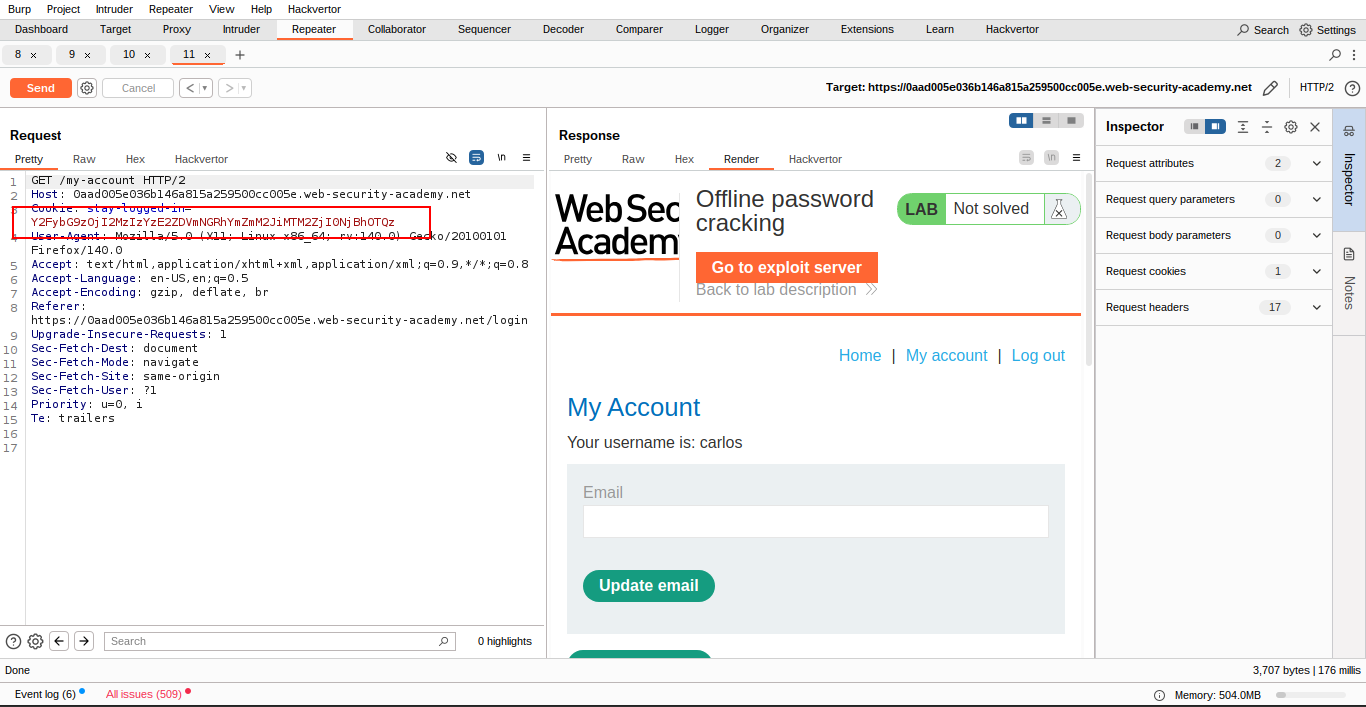 Burp Project Intruder Repeater View Help Hackvertor
Dashboard Target Proxy Intruder Repeater Collaborator Sequencer Decoder Comparer Logger Organizer Extensions Learn Hackvertor Search Settings
8 × 9 × 10 × 11 × +
Send Cancel < ▾ > ▾ Target: https://0aad005e036b146a815a259500cc005e.web-security-academy.net HTTP/2
Request
Pretty Raw Hex Hackvertor \n
1 GET /my-account HTTP/2
2 Host: 0aad005e036b146a815a259500cc005e.web-security-academy.net
3 Cookie: stay-logged-in=
Y2FybG9zOjI2MzIzYzE2ZDVmNGRhYmZmM2JiMTM2ZjI0NjBhOTQz
4 User-Agent: Mozilla/5.0 (X11; Linux x86_64; rv:140.0) Gecko/20100101
Firefox/140.0
5 Accept: text/html,application/xhtml+xml,application/xml;q=0.9,*/*;q=0.8
6 Accept-Language: en-US,en;q=0.5
7 Accept-Encoding: gzip, deflate, br
8 Referer:
https://0aad005e036b146a815a259500cc005e.web-security-academy.net/login
9 Upgrade-Insecure-Requests: 1
10 Sec-Fetch-Dest: document
11 Sec-Fetch-Mode: navigate
12 Sec-Fetch-Site: same-origin
13 Sec-Fetch-User: ?1
14 Priority: u=0, i
15 Te: trailers
16
17
Search 0 highlights
Response
Pretty Raw Hex Render Hackvertor \n
Web Sec
Academ
Offline password
cracking
LAB Not solved
Go to exploit server
Back to lab description
Home | My account | Log out
My Account
Your username is: carlos
Email
Update email
Inspector
Request attributes 2
Request query parameters 0
Request body parameters 0
Request cookies 1
Request headers 17
Inspector
Notes
Done 3,707 bytes | 176 millis
Event log (6) All issues (509) Memory: 504.0MB